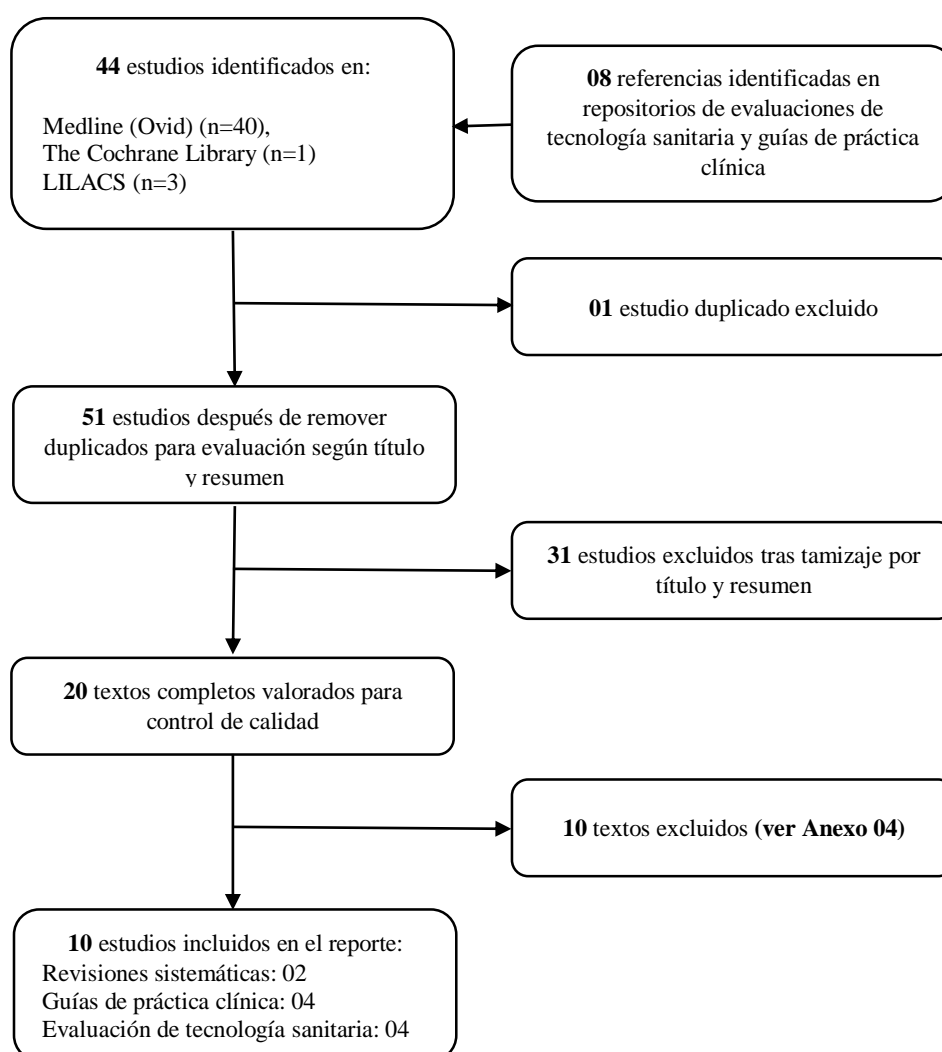 44 estudios identificados en:
Medline (Ovid) (n=40),
The Cochrane Library (n=1)
LILACS (n=3)
08 referencias identificadas en
repositorios de evaluaciones de
tecnología sanitaria y guías de práctica
clínica
01 estudio duplicado excluido
51 estudios después de remover
duplicados para evaluación según título
y resumen
31 estudios excluidos tras tamizaje por
título y resumen
20 textos completos valorados para
control de calidad
10 textos excluidos (ver Anexo 04)
10 estudios incluidos en el reporte:
Revisiones sistemáticas: 02
Guías de práctica clínica: 04
Evaluación de tecnología sanitaria: 04